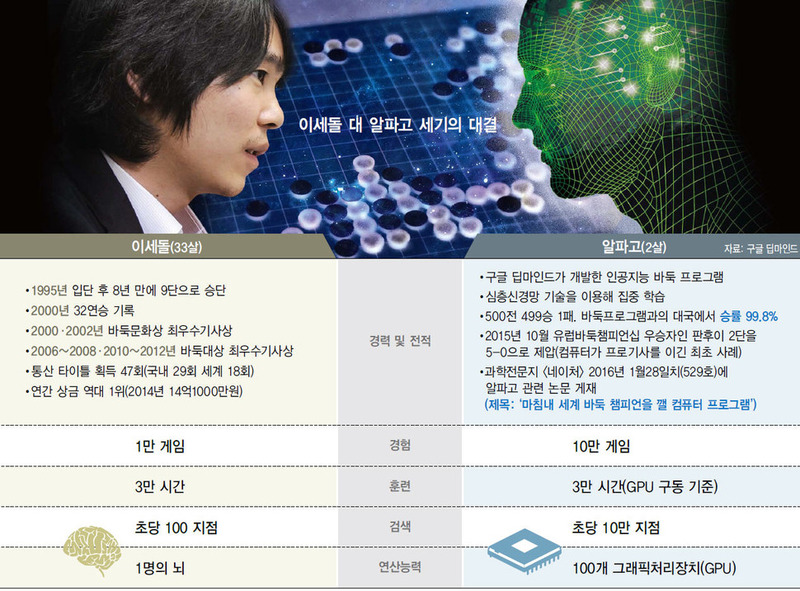 이세돌 대 알파고 세기의 대결
이세돌(33살)
알파고(2살)
자료: 구글 딥마인드
•1995년 입단 후 8년 만에 9단으로 승단
•2000년 32연승 기록
•2000·2002년 바둑문화상 최우수기사상
•2006~2008·2010~2012년 바둑대상 최우수기사상
•통산 타이틀 획득 47회(국내 29회 세계 18회)
•연간 상금 역대 1위(2014년 14억1000만원)
경력 및 전적
•구글 딥마인드가 개발한 인공지능 바둑 프로그램
•심층신경망 기술을 이용해 집중 학습
•500전 499승 1패. 바둑프로그램과의 대국에서 승률 99.8%
•2015년 10월 유럽바둑챔피언십 우승자인 판후이 2단을
5-0으로 제압(컴퓨터가 프로기사를 이긴 최초 사례)
•과학전문지 <네이처> 2016년 1월28일치(529호)에
알파고 관련 논문 게재
(제목: ‘마침내 세계 바둑 챔피언을 깰 컴퓨터 프로그램’)
1만 게임
경험
10만 게임
3만 시간
훈련
3만 시간(GPU 구동 기준)
초당 100 지점
검색
초당 10만 지점
1명의 뇌
연산능력
100개 그래픽처리장치(GPU)